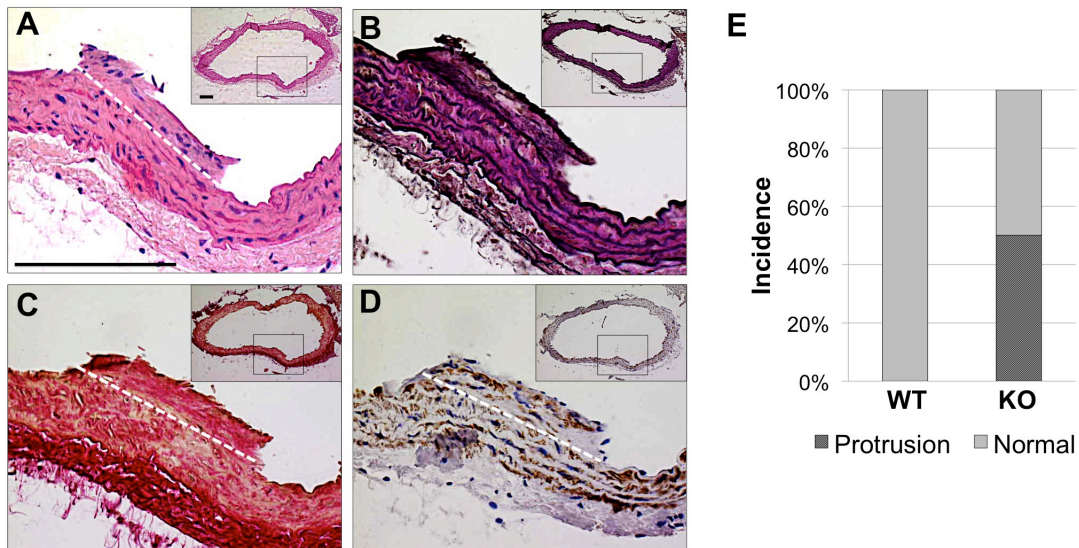 A
B
E
100%
80%
60%
40%
20%
0%
Incidence
WT KO
Protrusion Normal
C
D